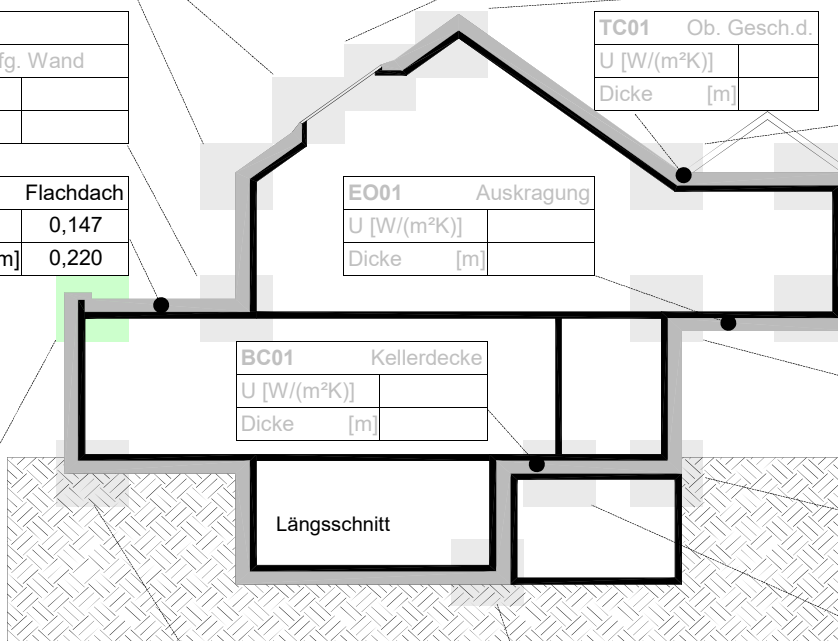 TC01 Ob. Gesch.d.
fg. Wand
U [W/(m²K)]
Dicke [m]
Flachdach
0,147
m] 0,220
EO01 Auskragung
U [W/(m²K)]
Dicke [m]
BC01 Kellerdecke
U [W/(m²K)]
Dicke [m]
Längsschnitt